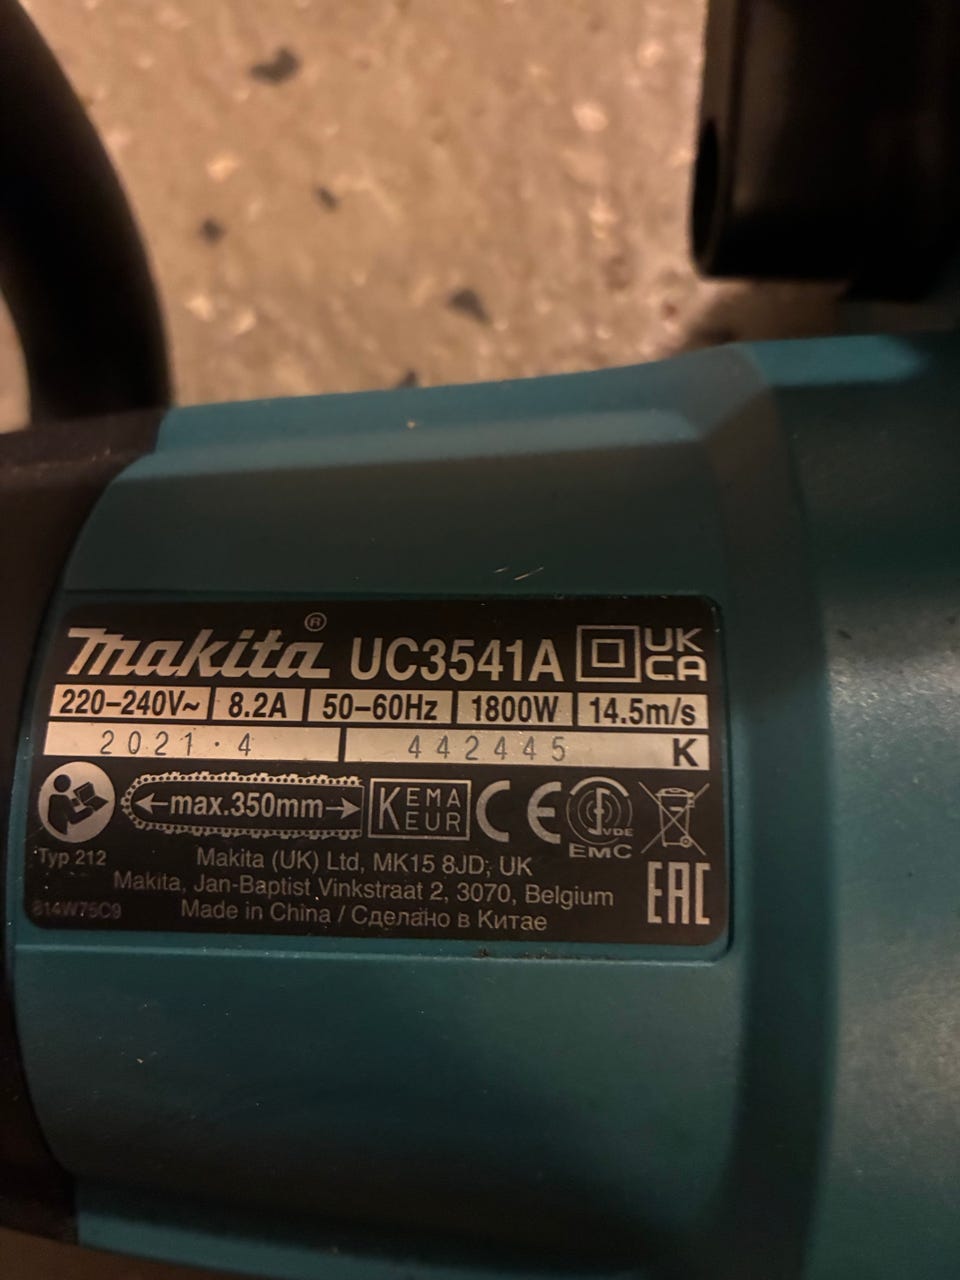 makita® UC3541A UK CA
220-240V~ 8.2A 50-60Hz 1800W 14.5m/s
2021.4 442445 K
max.350mm KEMA KEUR CE VDE EMC
Typ 212 Makita (UK) Ltd, MK15 8JD, UK
Makita, Jan-Baptist Vinkstraat 2, 3070, Belgium EAC
814W75C9 Made in China / Сделано в Китае